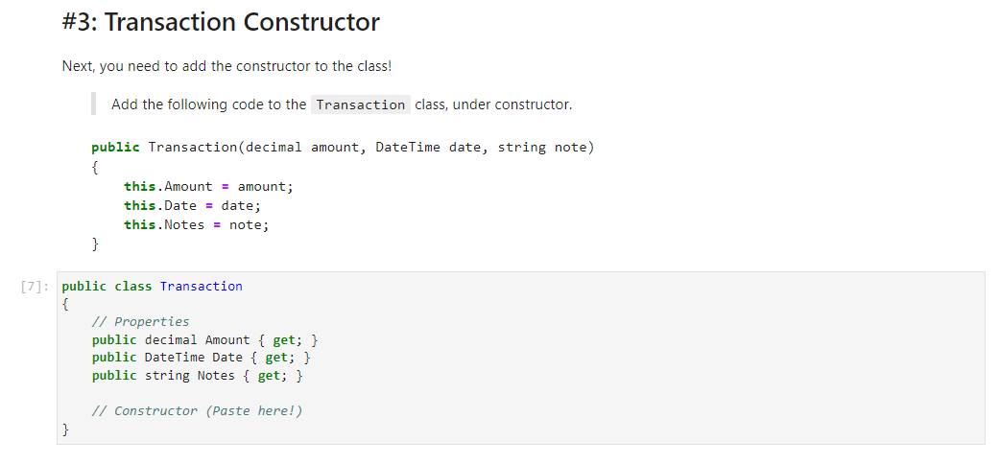 #3: Transaction Constructor
Next, you need to add the constructor to the class!
Add the following code to the Transaction class, under constructor.
public Transaction(decimal amount, DateTime date, string note)
{
    this.Amount = amount;
    this.Date = date;
    this.Notes = note;
}
[7]: public class Transaction
{
    // Properties
    public decimal Amount { get; }
    public DateTime Date { get; }
    public string Notes { get; }

    // Constructor (Paste here!)
}